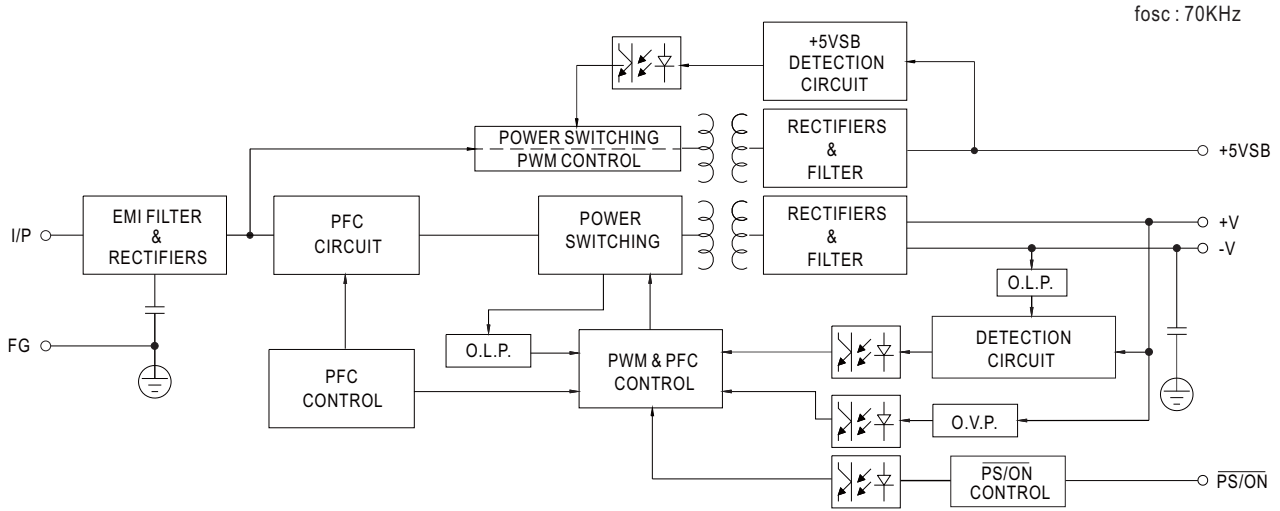 fosc : 70KHz
+5VSB
DETECTION
CIRCUIT
POWER SWITCHING
PWM CONTROL
RECTIFIERS
&
FILTER
+5VSB
I/P
EMI FILTER
&
RECTIFIERS
PFC
CIRCUIT
POWER
SWITCHING
RECTIFIERS
&
FILTER
+V
-V
O.L.P.
FG
O.L.P.
PFC
CONTROL
PWM & PFC
CONTROL
DETECTION
CIRCUIT
O.V.P.
PS/ON
CONTROL
PS/ON